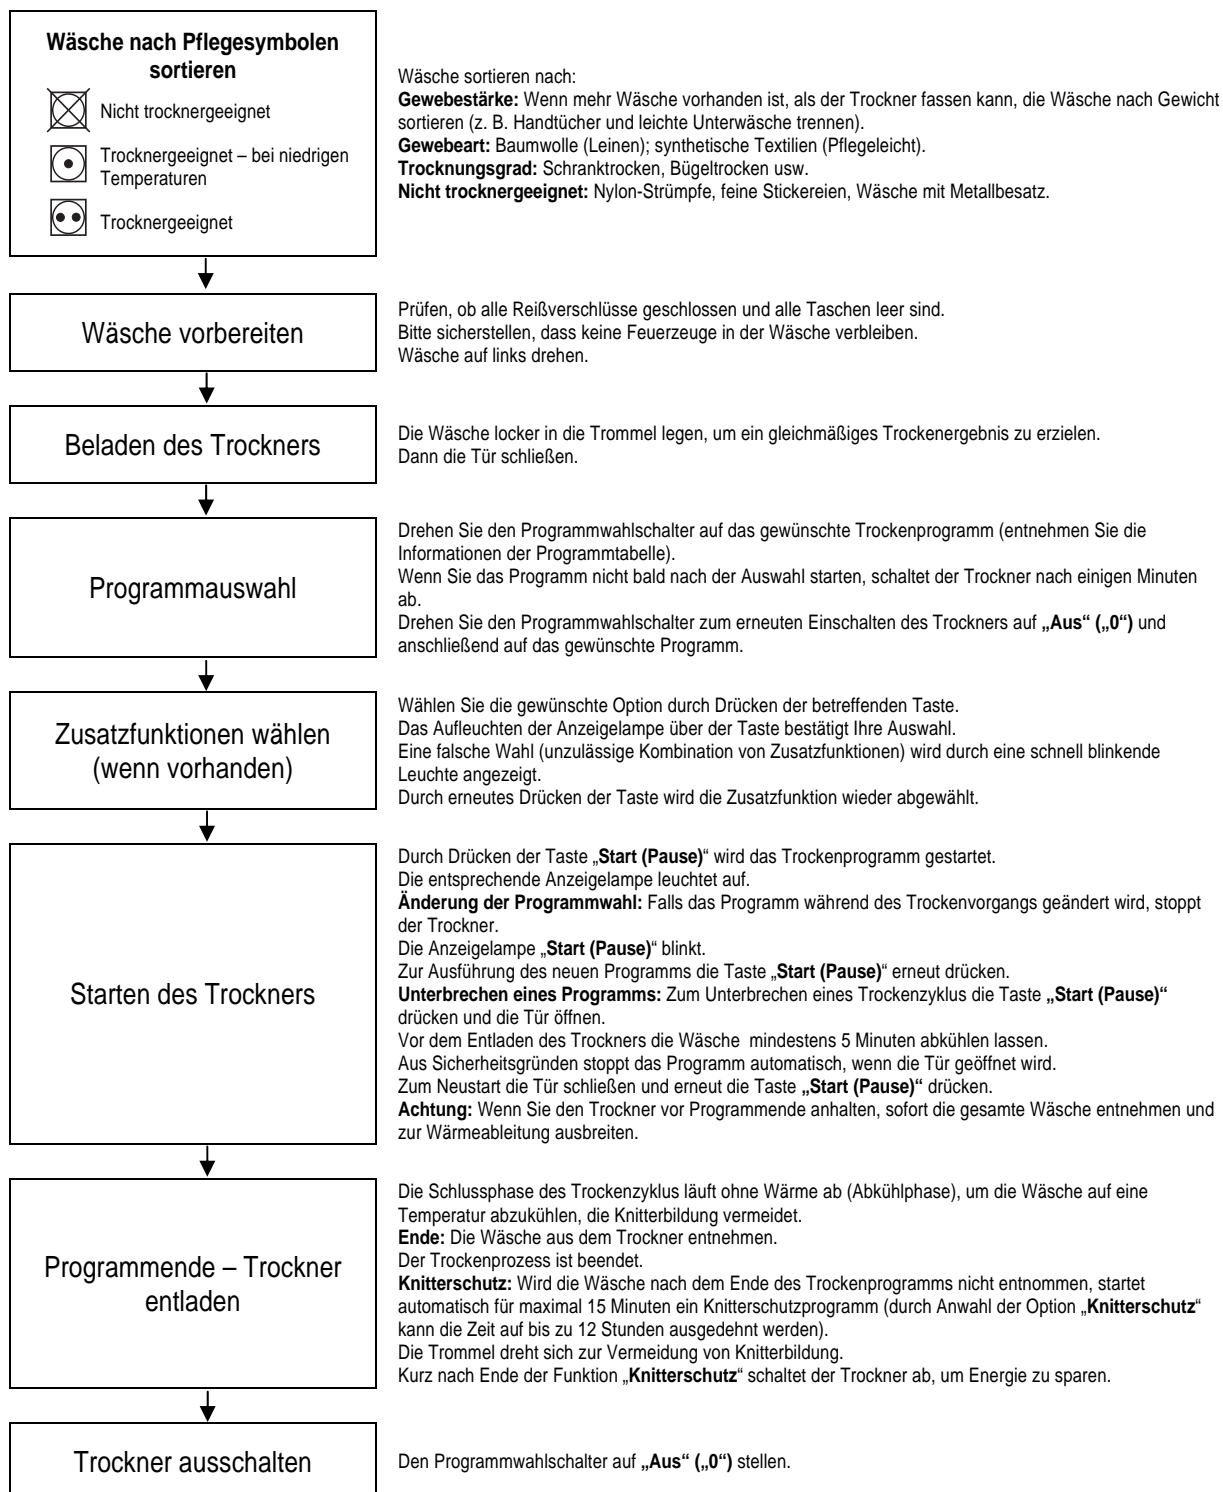 Wäsche nach Pflegesymbolen
sortieren
Nicht trocknergeeignet
Trocknergeeignet – bei niedrigen
Temperaturen
Trocknergeeignet
Wäsche sortieren nach:
Gewebestärke: Wenn mehr Wäsche vorhanden ist, als der Trockner fassen kann, die Wäsche nach Gewicht
sortieren (z. B. Handtücher und leichte Unterwäsche trennen).
Gewebeart: Baumwolle (Leinen); synthetische Textilien (Pflegeleicht).
Trocknungsgrad: Schranktrocken, Bügeltrocken usw.
Nicht trocknergeeignet: Nylon-Strümpfe, feine Stickereien, Wäsche mit Metallbesatz.
Wäsche vorbereiten
Prüfen, ob alle Reißverschlüsse geschlossen und alle Taschen leer sind.
Bitte sicherstellen, dass keine Feuerzeuge in der Wäsche verbleiben.
Wäsche auf links drehen.
Beladen des Trockners
Die Wäsche locker in die Trommel legen, um ein gleichmäßiges Trockenergebnis zu erzielen.
Dann die Tür schließen.
Programmauswahl
Drehen Sie den Programmwahlschalter auf das gewünschte Trockenprogramm (entnehmen Sie die
Informationen der Programmtabelle).
Wenn Sie das Programm nicht bald nach der Auswahl starten, schaltet der Trockner nach einigen Minuten
ab.
Drehen Sie den Programmwahlschalter zum erneuten Einschalten des Trockners auf „Aus“ („0“) und
anschließend auf das gewünschte Programm.
Zusatzfunktionen wählen
(wenn vorhanden)
Wählen Sie die gewünschte Option durch Drücken der betreffenden Taste.
Das Aufleuchten der Anzeigelampe über der Taste bestätigt Ihre Auswahl.
Eine falsche Wahl (unzulässige Kombination von Zusatzfunktionen) wird durch eine schnell blinkende
Leuchte angezeigt.
Durch erneutes Drücken der Taste wird die Zusatzfunktion wieder abgewählt.
Starten des Trockners
Durch Drücken der Taste „Start (Pause)“ wird das Trockenprogramm gestartet.
Die entsprechende Anzeigelampe leuchtet auf.
Änderung der Programmwahl: Falls das Programm während des Trockenvorgangs geändert wird, stoppt
der Trockner.
Die Anzeigelampe „Start (Pause)“ blinkt.
Zur Ausführung des neuen Programms die Taste „Start (Pause)“ erneut drücken.
Unterbrechen eines Programms: Zum Unterbrechen eines Trockenzyklus die Taste „Start (Pause)“
drücken und die Tür öffnen.
Vor dem Entladen des Trockners die Wäsche mindestens 5 Minuten abkühlen lassen.
Aus Sicherheitsgründen stoppt das Programm automatisch, wenn die Tür geöffnet wird.
Zum Neustart die Tür schließen und erneut die Taste „Start (Pause)“ drücken.
Achtung: Wenn Sie den Trockner vor Programmende anhalten, sofort die gesamte Wäsche entnehmen und
zur Wärmeableitung ausbreiten.
Programmende – Trockner
entladen
Die Schlussphase des Trockenzyklus läuft ohne Wärme ab (Abkühlphase), um die Wäsche auf eine
Temperatur abzukühlen, die Knitterbildung vermeidet.
Ende: Die Wäsche aus dem Trockner entnehmen.
Der Trockenprozess ist beendet.
Knitterschutz: Wird die Wäsche nach dem Ende des Trockenprogramms nicht entnommen, startet
automatisch für maximal 15 Minuten ein Knitterschutzprogramm (durch Anwahl der Option „Knitterschutz“
kann die Zeit auf bis zu 12 Stunden ausgedehnt werden).
Die Trommel dreht sich zur Vermeidung von Knitterbildung.
Kurz nach Ende der Funktion „Knitterschutz“ schaltet der Trockner ab, um Energie zu sparen.
Trockner ausschalten
Den Programmwahlschalter auf „Aus“ („0“) stellen.